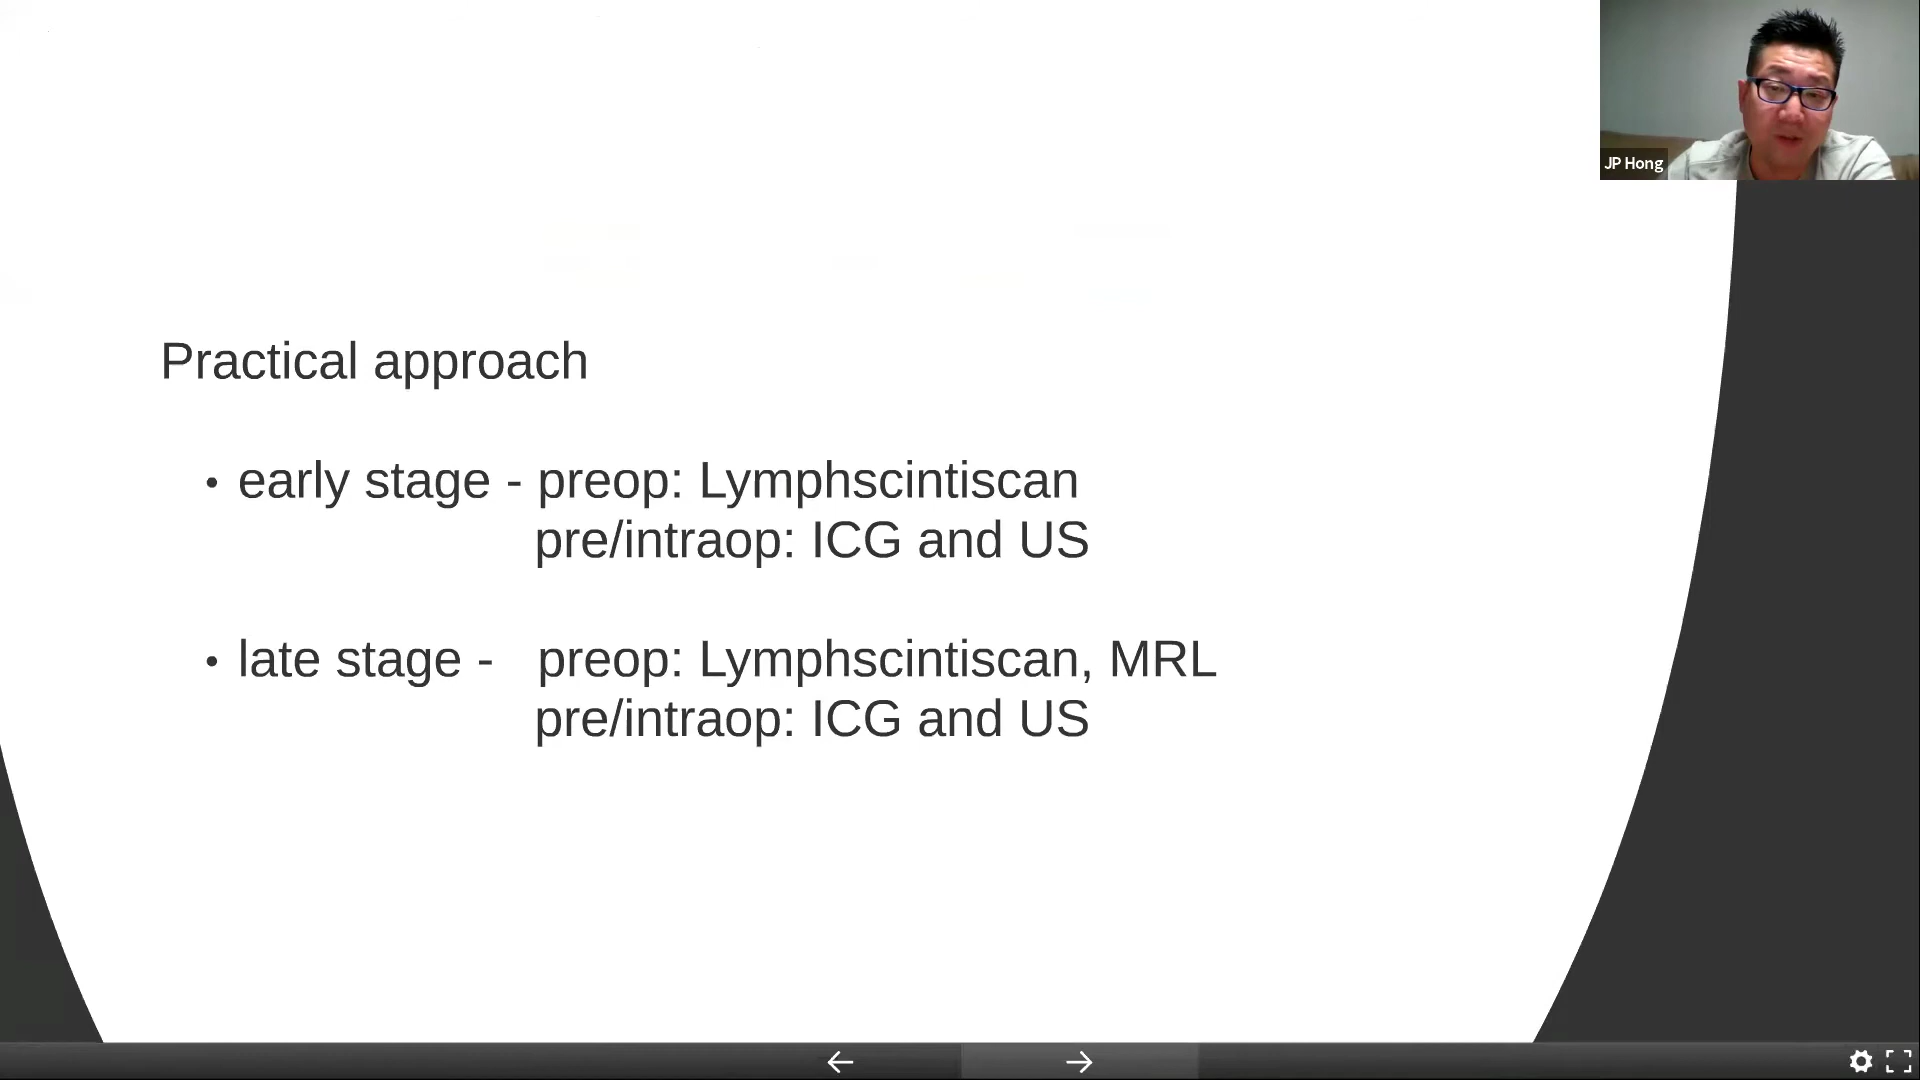 JP Hong
Practical approach
• early stage - preop: Lymphscintiscan
pre/intraop: ICG and US
• late stage - preop: Lymphscintiscan, MRL
pre/intraop: ICG and US